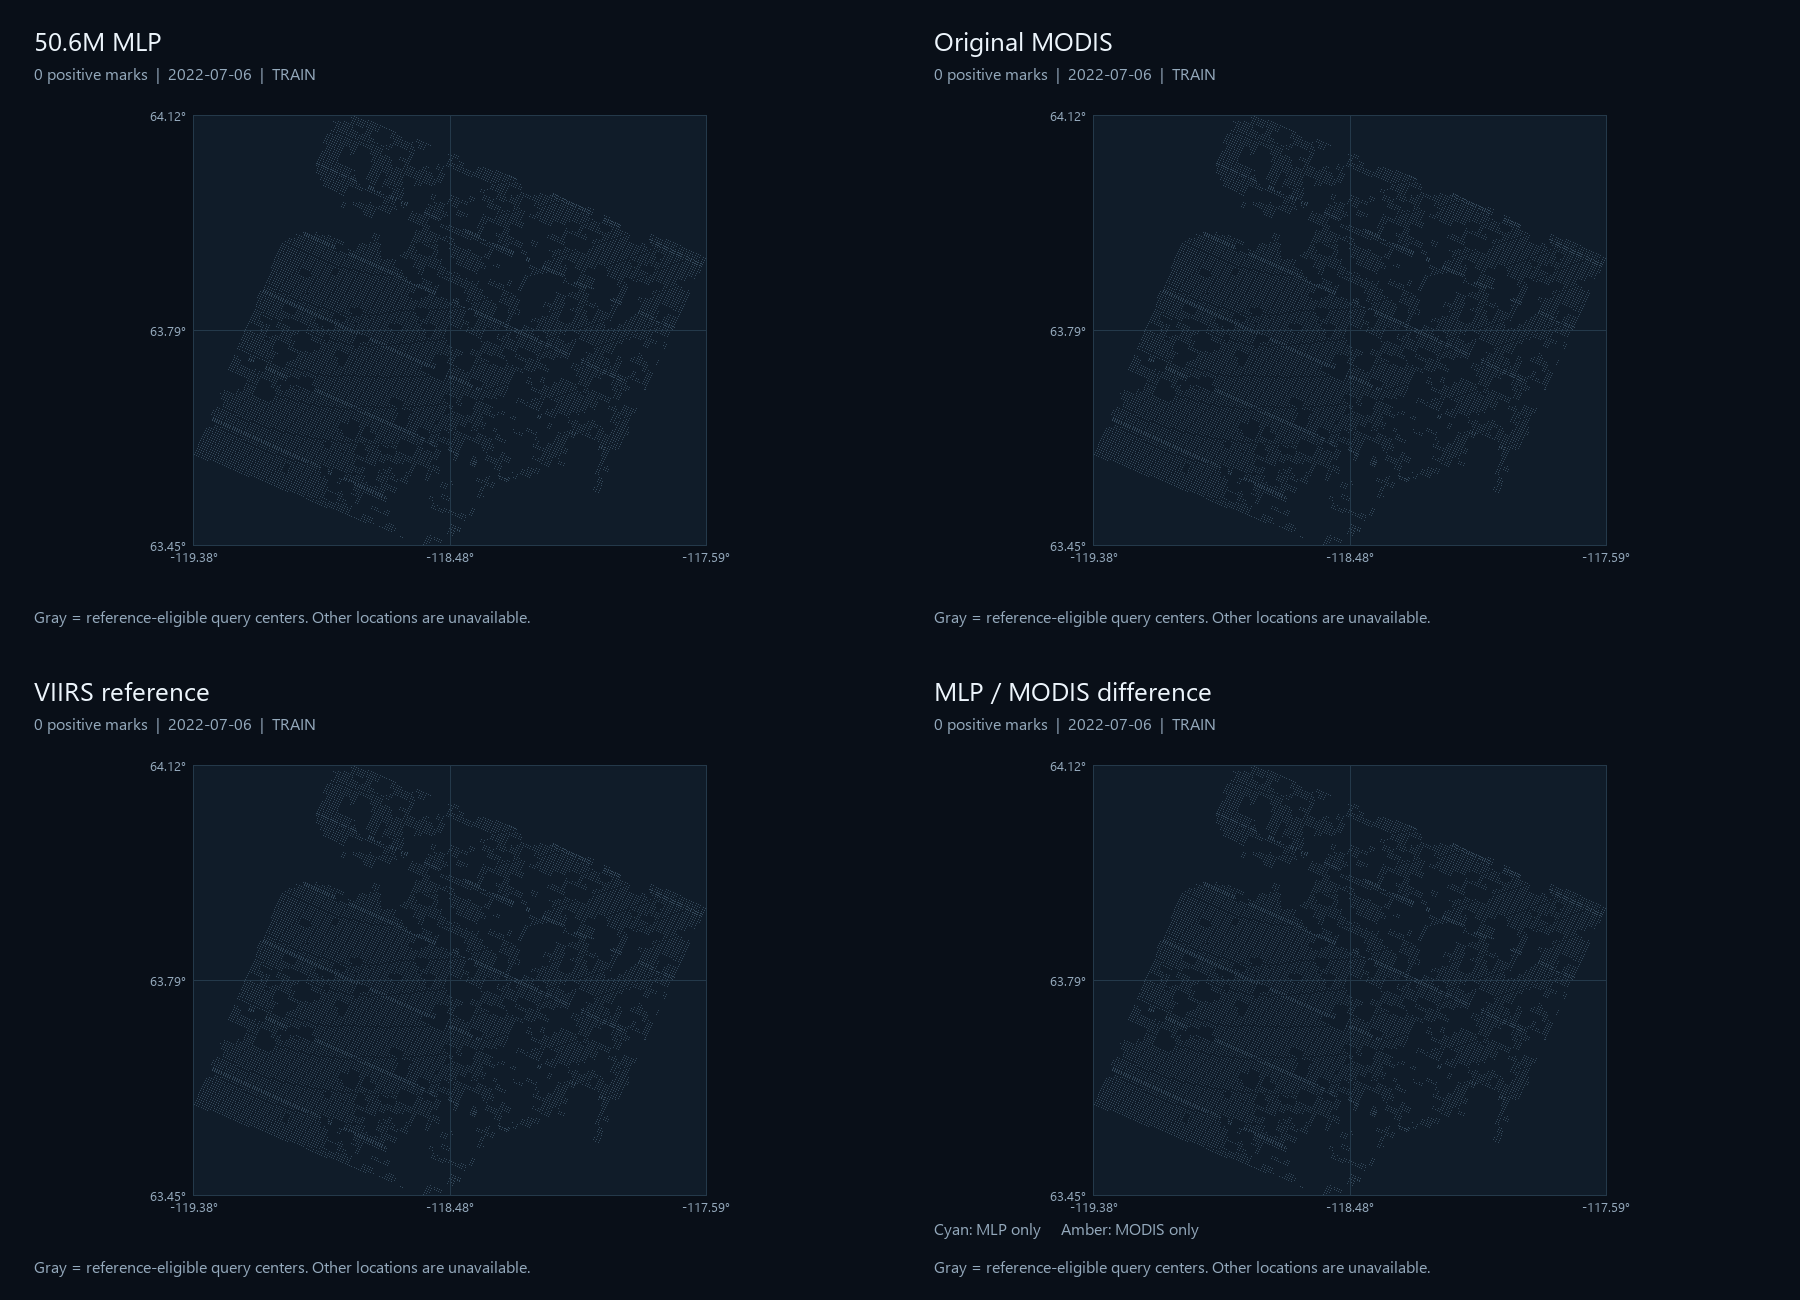 50.6M MLP
0 positive marks | 2022-07-06 | TRAIN
64.12°
63.79°
63.45°
-119.38°
-118.48°
-117.59°
Gray = reference-eligible query centers. Other locations are unavailable.
Original MODIS
0 positive marks | 2022-07-06 | TRAIN
64.12°
63.79°
63.45°
-119.38°
-118.48°
-117.59°
Gray = reference-eligible query centers. Other locations are unavailable.
VIIRS reference
0 positive marks | 2022-07-06 | TRAIN
64.12°
63.79°
63.45°
-119.38°
-118.48°
-117.59°
Gray = reference-eligible query centers. Other locations are unavailable.
MLP / MODIS difference
0 positive marks | 2022-07-06 | TRAIN
64.12°
63.79°
63.45°
-119.38°
-118.48°
-117.59°
Cyan: MLP only Amber: MODIS only
Gray = reference-eligible query centers. Other locations are unavailable.